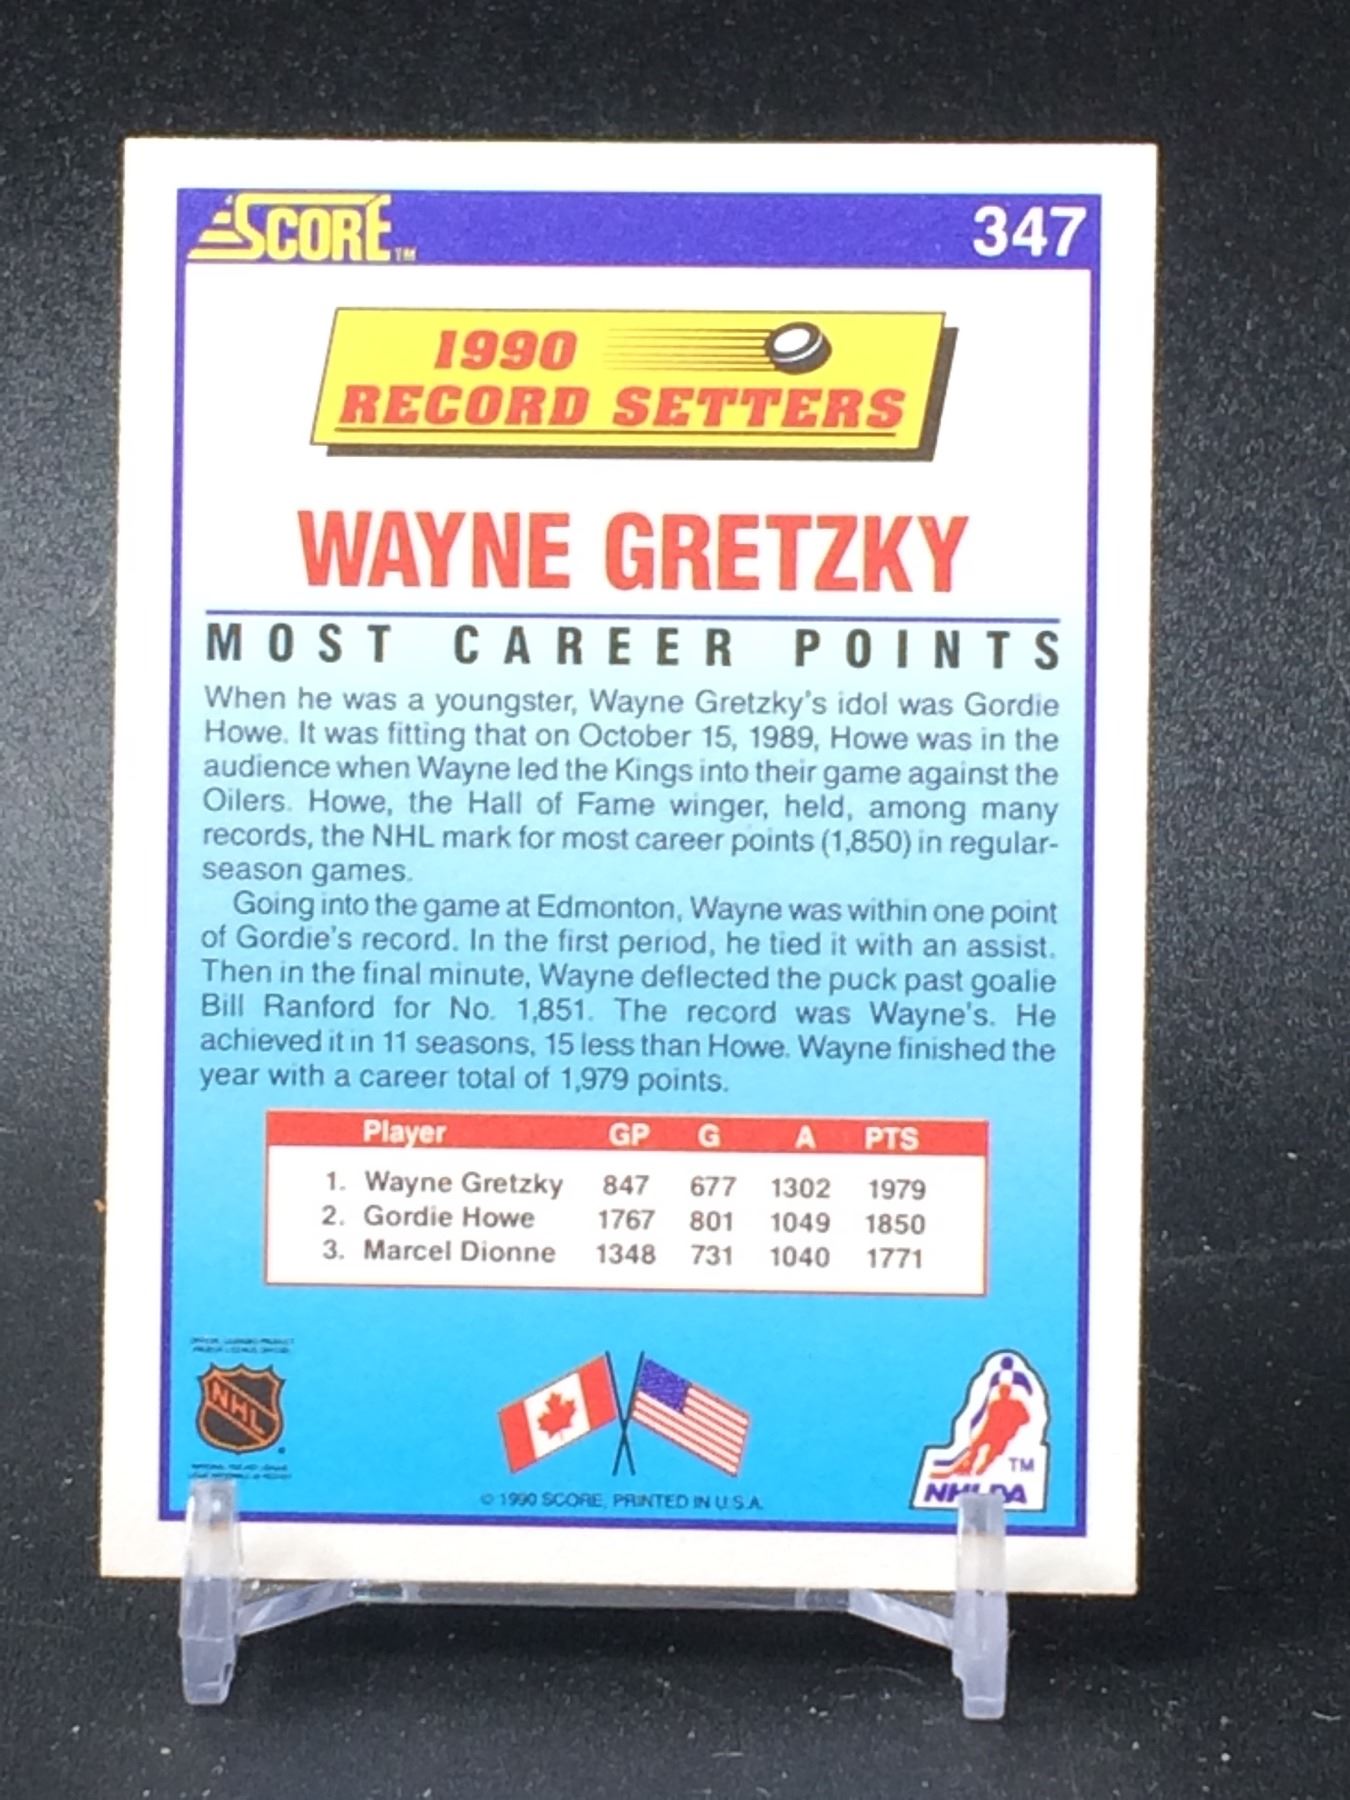 SCORE™
347
1990
RECORD SETTERS
WAYNE GRETZKY
MOST CAREER POINTS
When he was a youngster, Wayne Gretzky's idol was Gordie
Howe. It was fitting that on October 15, 1989, Howe was in the
audience when Wayne led the Kings into their game against the
Oilers. Howe, the Hall of Fame winger, held, among many
records, the NHL mark for most career points (1,850) in regular-
season games.
Going into the game at Edmonton, Wayne was within one point
of Gordie's record. In the first period, he tied it with an assist.
Then in the final minute, Wayne deflected the puck past goalie
Bill Ranford for No. 1,851. The record was Wayne's. He
achieved it in 11 seasons, 15 less than Howe. Wayne finished the
year with a career total of 1,979 points.
Player GP G A PTS
1. Wayne Gretzky 847 677 1302 1979
2. Gordie Howe 1767 801 1049 1850
3. Marcel Dionne 1348 731 1040 1771
NHL
TM
NHLPA
© 1990 SCORE, PRINTED IN U.S.A.